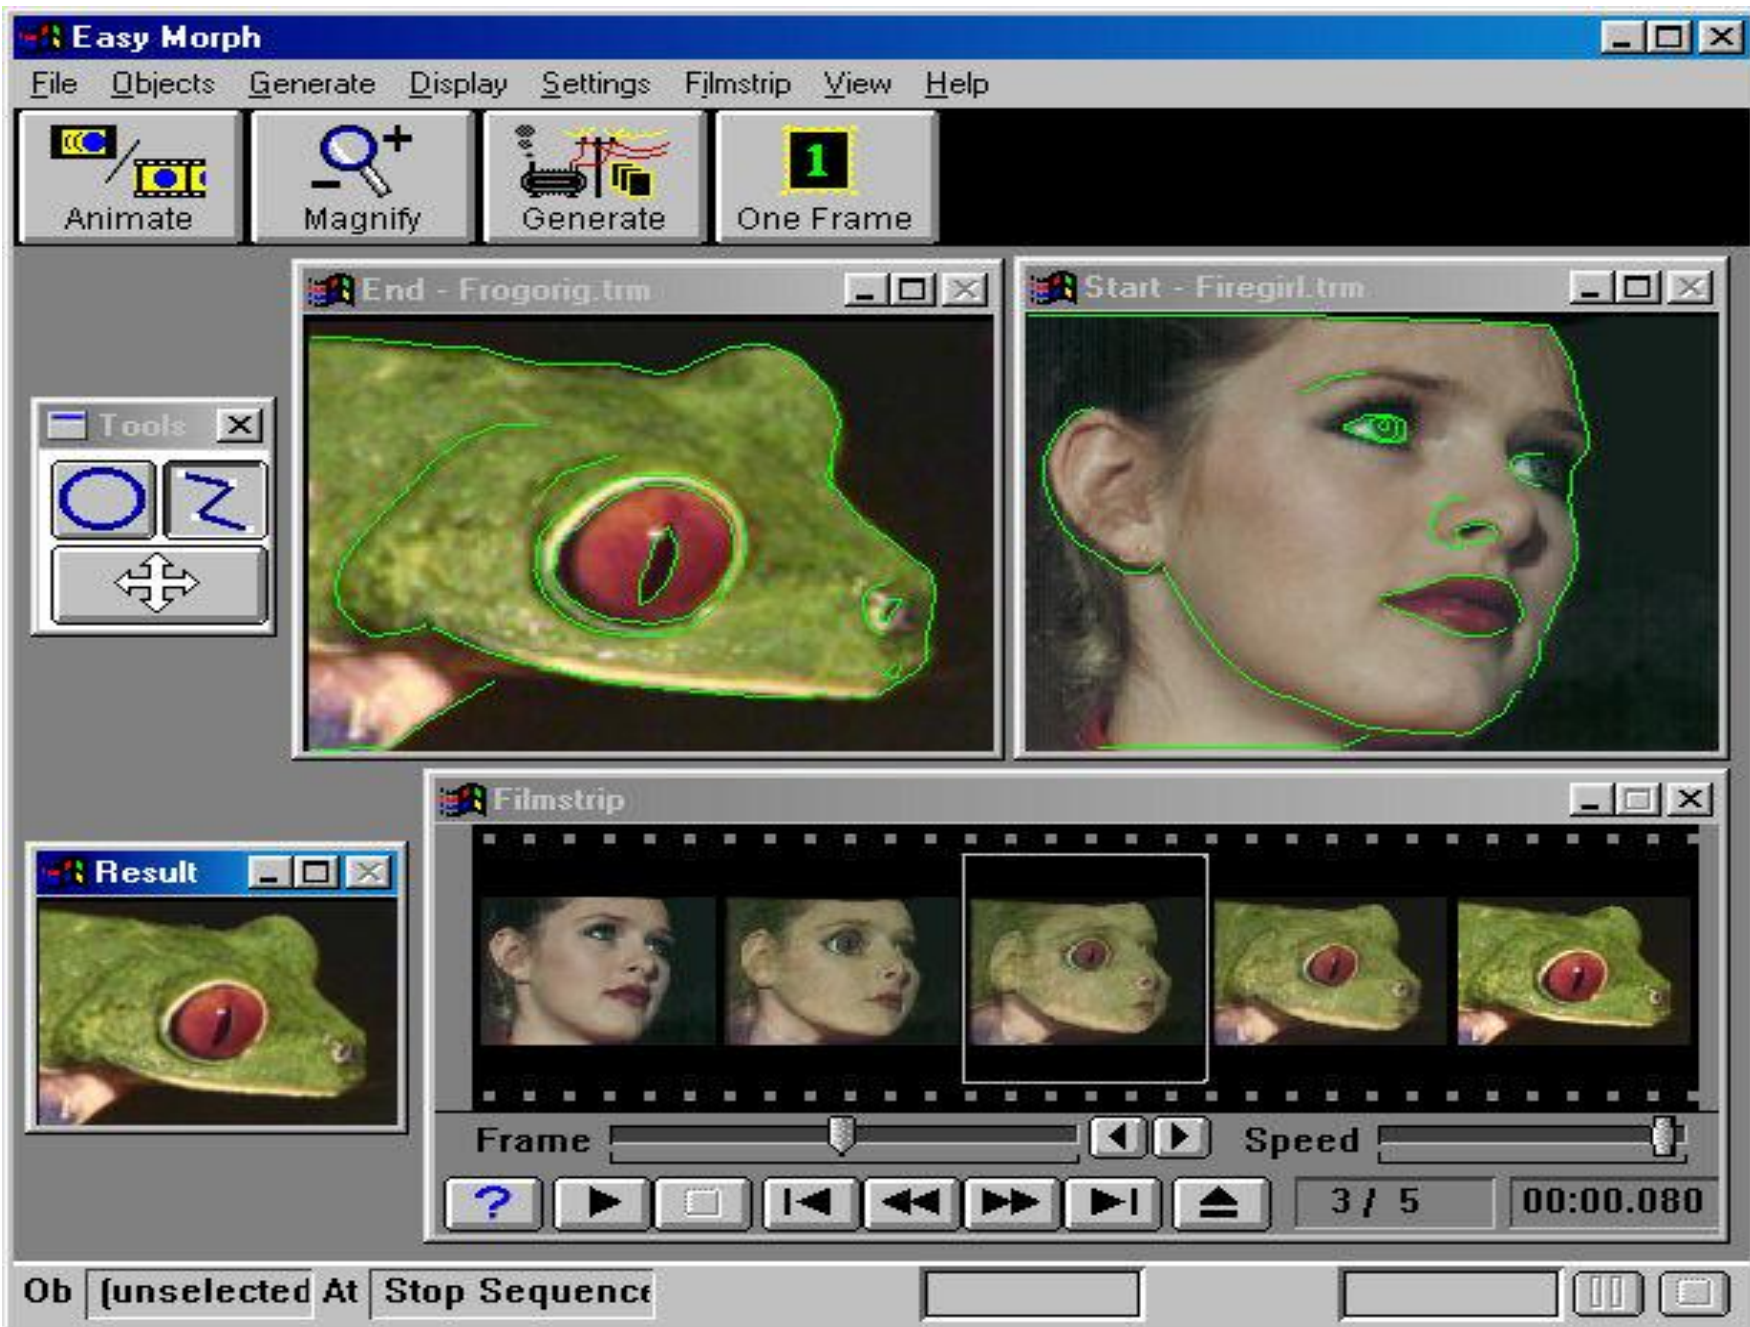 Easy Morph
File Objects Generate Display Settings Filmstrip View Help
Animate Magnify Generate 1 One Frame
End - Frogorig.trm
Start - Firegirl.trm
Tools
Filmstrip
Result
Frame Speed
? 3 / 5 00:00.080
Ob (unselected At Stop Sequence